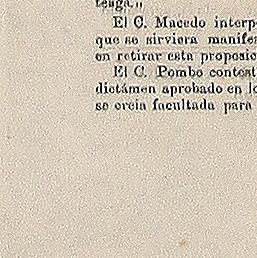 tenga."
El C. Macedo interp
que se sirviera manifes
en retirar esta proposic
El C. Pombo contest
dictámen aprobado en lo
se creia facultada para